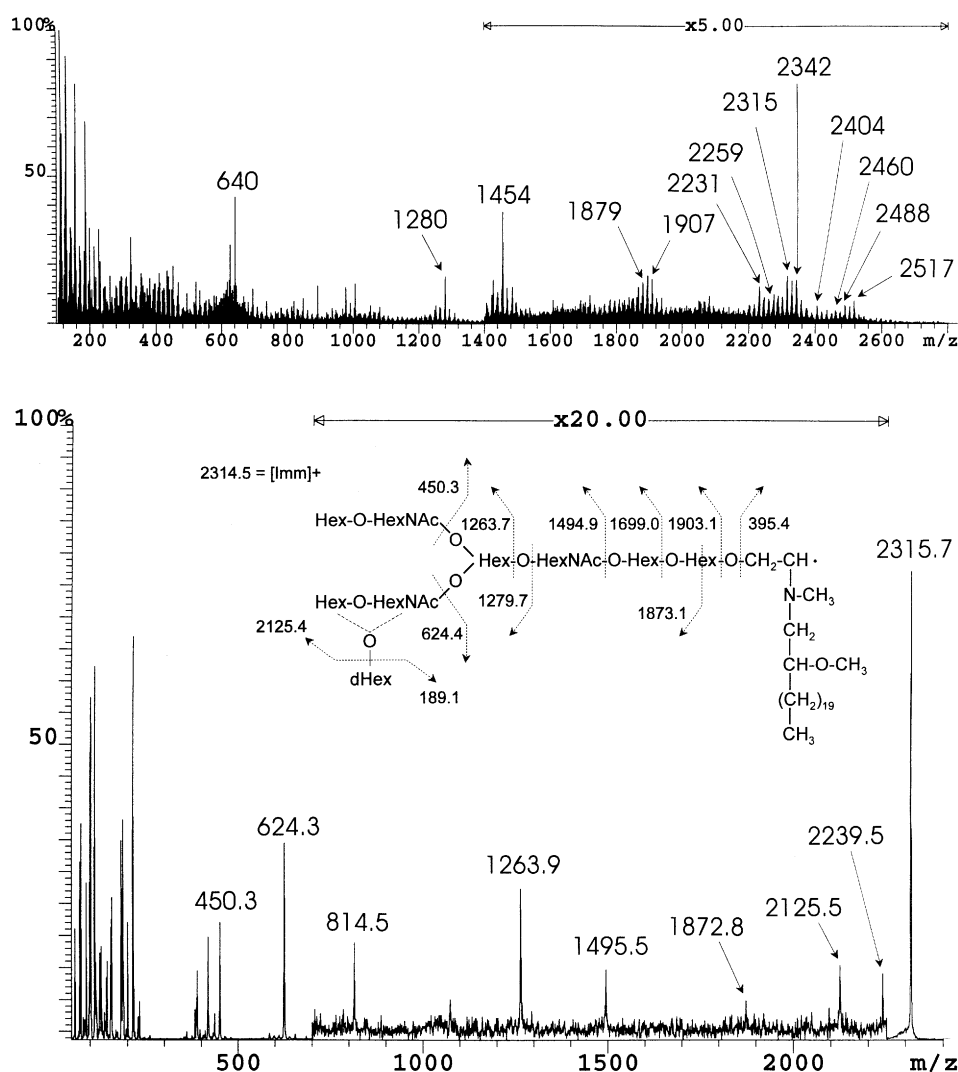 100%
x5.00
2342
2315
2404
2259
2460
50
640
2231
1454
2488
1280
1879
1907
2517
200 400 600 800 1000 1200 1400 1600 1800 2000 2200 2400 2600 m/z
100%
x20.00
2314.5 = [Imm]+
450.3
Hex-O-HexNAc
1263.7
1494.9
1699.0
1903.1
395.4
2315.7
O
Hex-O-HexNAc-O-Hex-O-Hex-O-CH2-CH·
O
Hex-O-HexNAc
1279.7
1873.1
N-CH3
2125.4
624.4
CH2
O
CH-O-CH3
dHex
189.1
(CH2)19
CH3
50
624.3
2239.5
1263.9
450.3
814.5
2125.5
1872.8
1495.5
500 1000 1500 2000 m/z